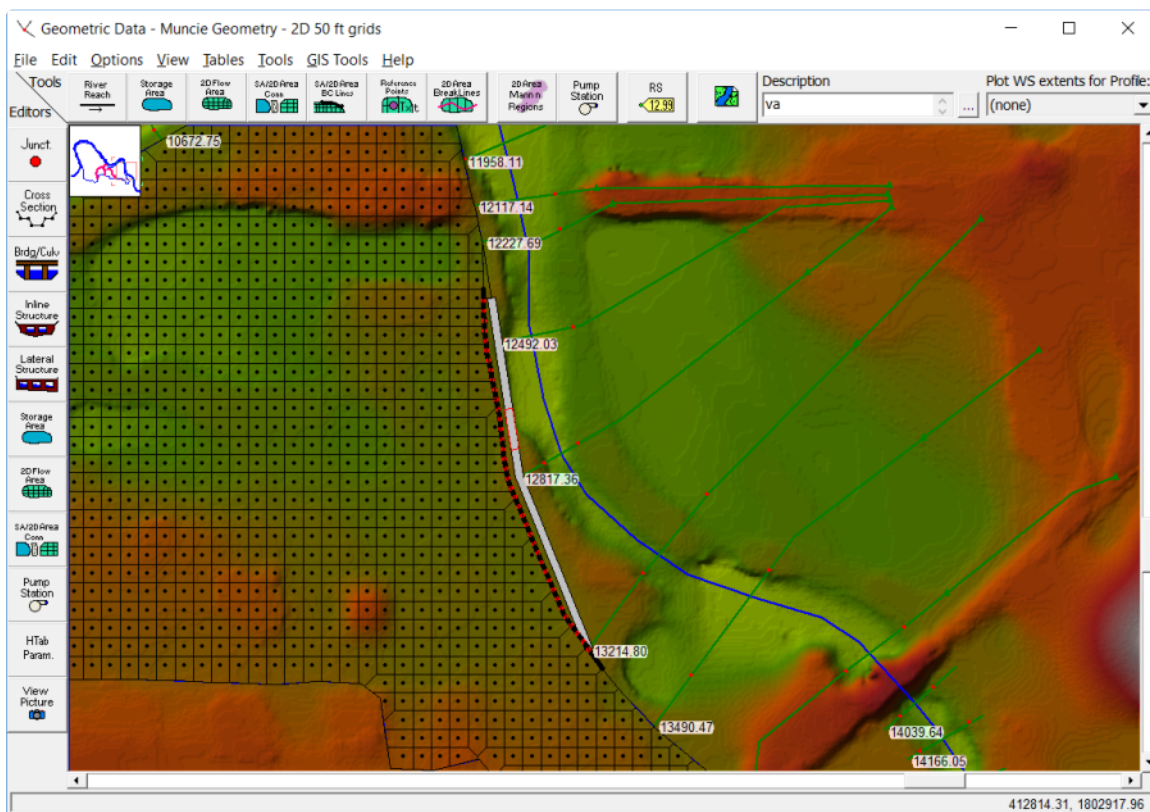 Geometric Data - Muncie Geometry - 2D 50 ft grids
File Edit Options View Tables Tools GIS Tools Help
Tools
Editors
River
Reach
Storage
Area
2D Flow
Area
SA/2D Area
Conn
SA/2D Area
BC Lines
Reference
Points
2D Area
BreakLines
2D Area
Mann n
Regions
Pump
Station
RS
12.99
Description
va
...
Plot WS extents for Profile:
(none)
Junct.
Cross
Section
Brdg/Culv
Inline
Structure
Lateral
Structure
Storage
Area
2D Flow
Area
SA/2D Area
Conn
Pump
Station
HTab
Param.
View
Picture
10672.75
11958.11
12117.14
12227.69
12492.03
12817.36
13214.80
13490.47
14039.64
14166.05
412814.31, 1802917.96